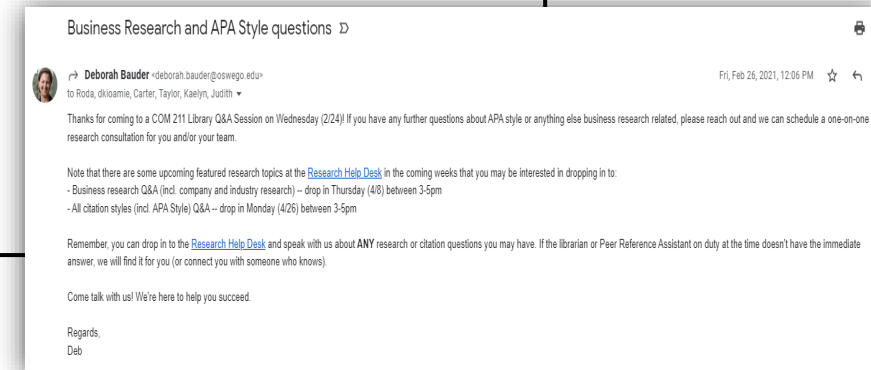 Business Research and APA Style questions
Deborah Bauder <deborah.bauder@oswego.edu>
Fri, Feb 26, 2021, 12:06 PM
to Roda, dkioamie, Carter, Taylor, Kaelyn, Judith
Thanks for coming to a COM 211 Library Q&A Session on Wednesday (2/24)! If you have any further questions about APA style or anything else business research related, please reach out and we can schedule a one-on-one
research consultation for you and/or your team.
Note that there are some upcoming featured research topics at the Research Help Desk in the coming weeks that you may be interested in dropping in to:
- Business research Q&A (incl. company and industry research) -- drop in Thursday (4/8) between 3-5pm
- All citation styles (incl. APA Style) Q&A -- drop in Monday (4/26) between 3-5pm
Remember, you can drop in to the Research Help Desk and speak with us about ANY research or citation questions you may have. If the librarian or Peer Reference Assistant on duty at the time doesn't have the immediate
answer, we will find it for you (or connect you with someone who knows).
Come talk with us! We're here to help you succeed.
Regards,
Deb